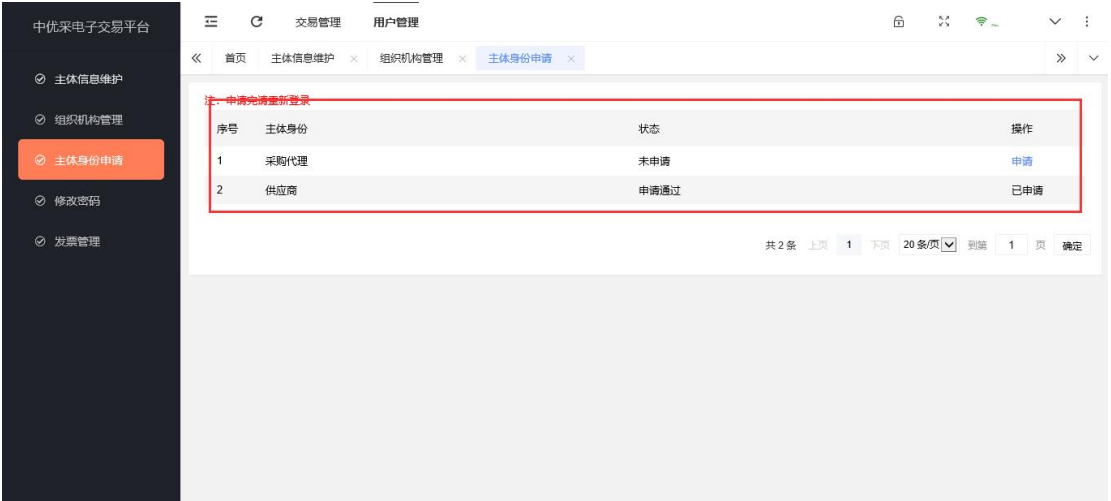 中优采电子交易平台
交易管理 用户管理
首页 主体信息维护 组织机构管理 主体身份申请
主体信息维护
组织机构管理
主体身份申请
修改密码
发票管理
注：申请完请重新登录
序号 主体身份 状态 操作
1 采购代理 未申请 申请
2 供应商 申请通过 已申请
共 2 条 上页 1 下页 20 条/页 到第 1 页 确定